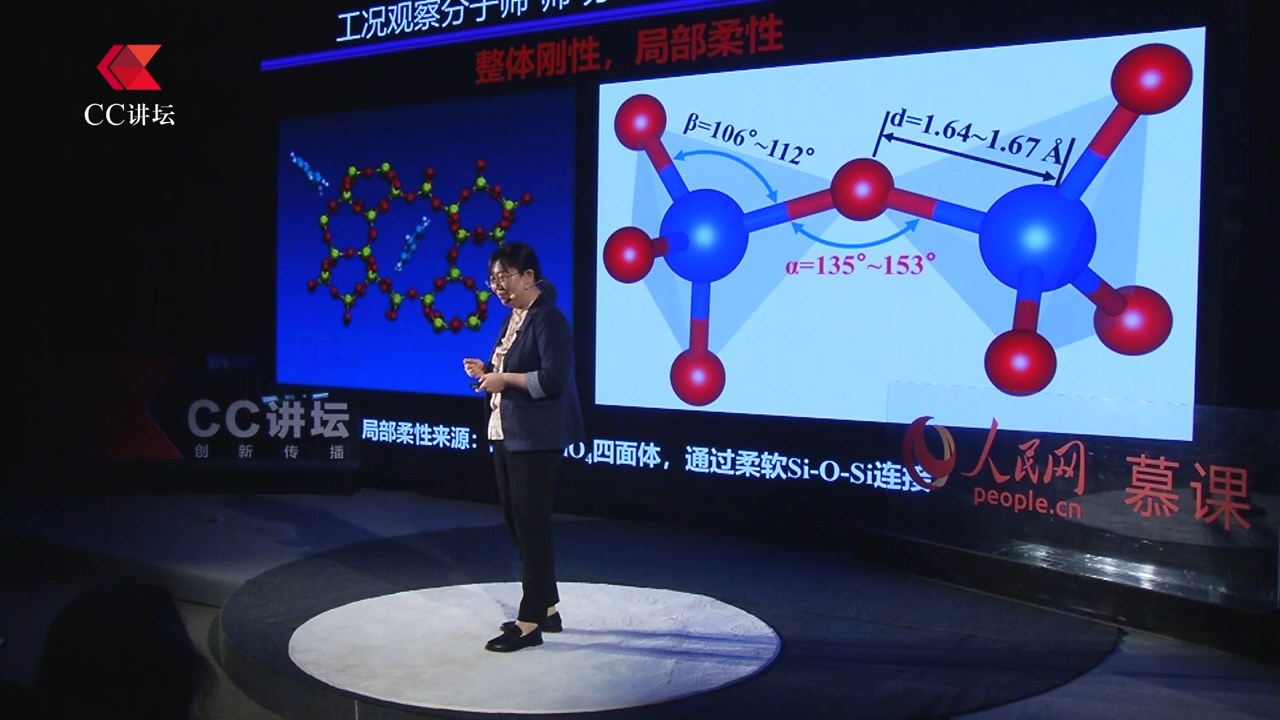 工况观察分子筛
整体刚性，局部柔性
CC讲坛
β=106°~112°
d=1.64~1.67 Å
α=135°~153°
CC讲坛
创新传播
局部柔性来源：
四面体，通过柔软Si-O-Si连接
人民网
people.cn
慕课